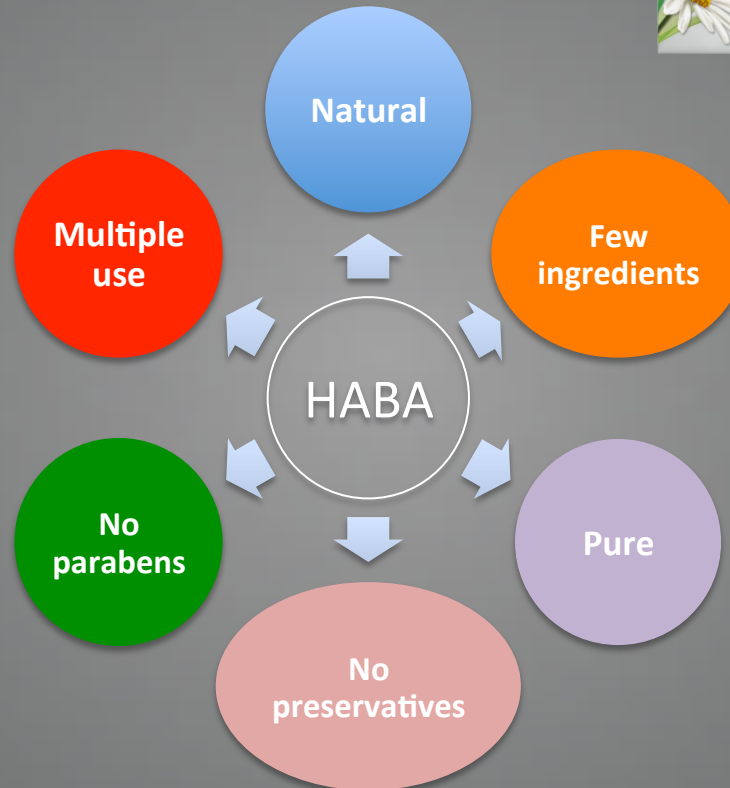 Natural
Few
ingredients
Pure
No
preservatives
No
parabens
Multiple
use
HABA